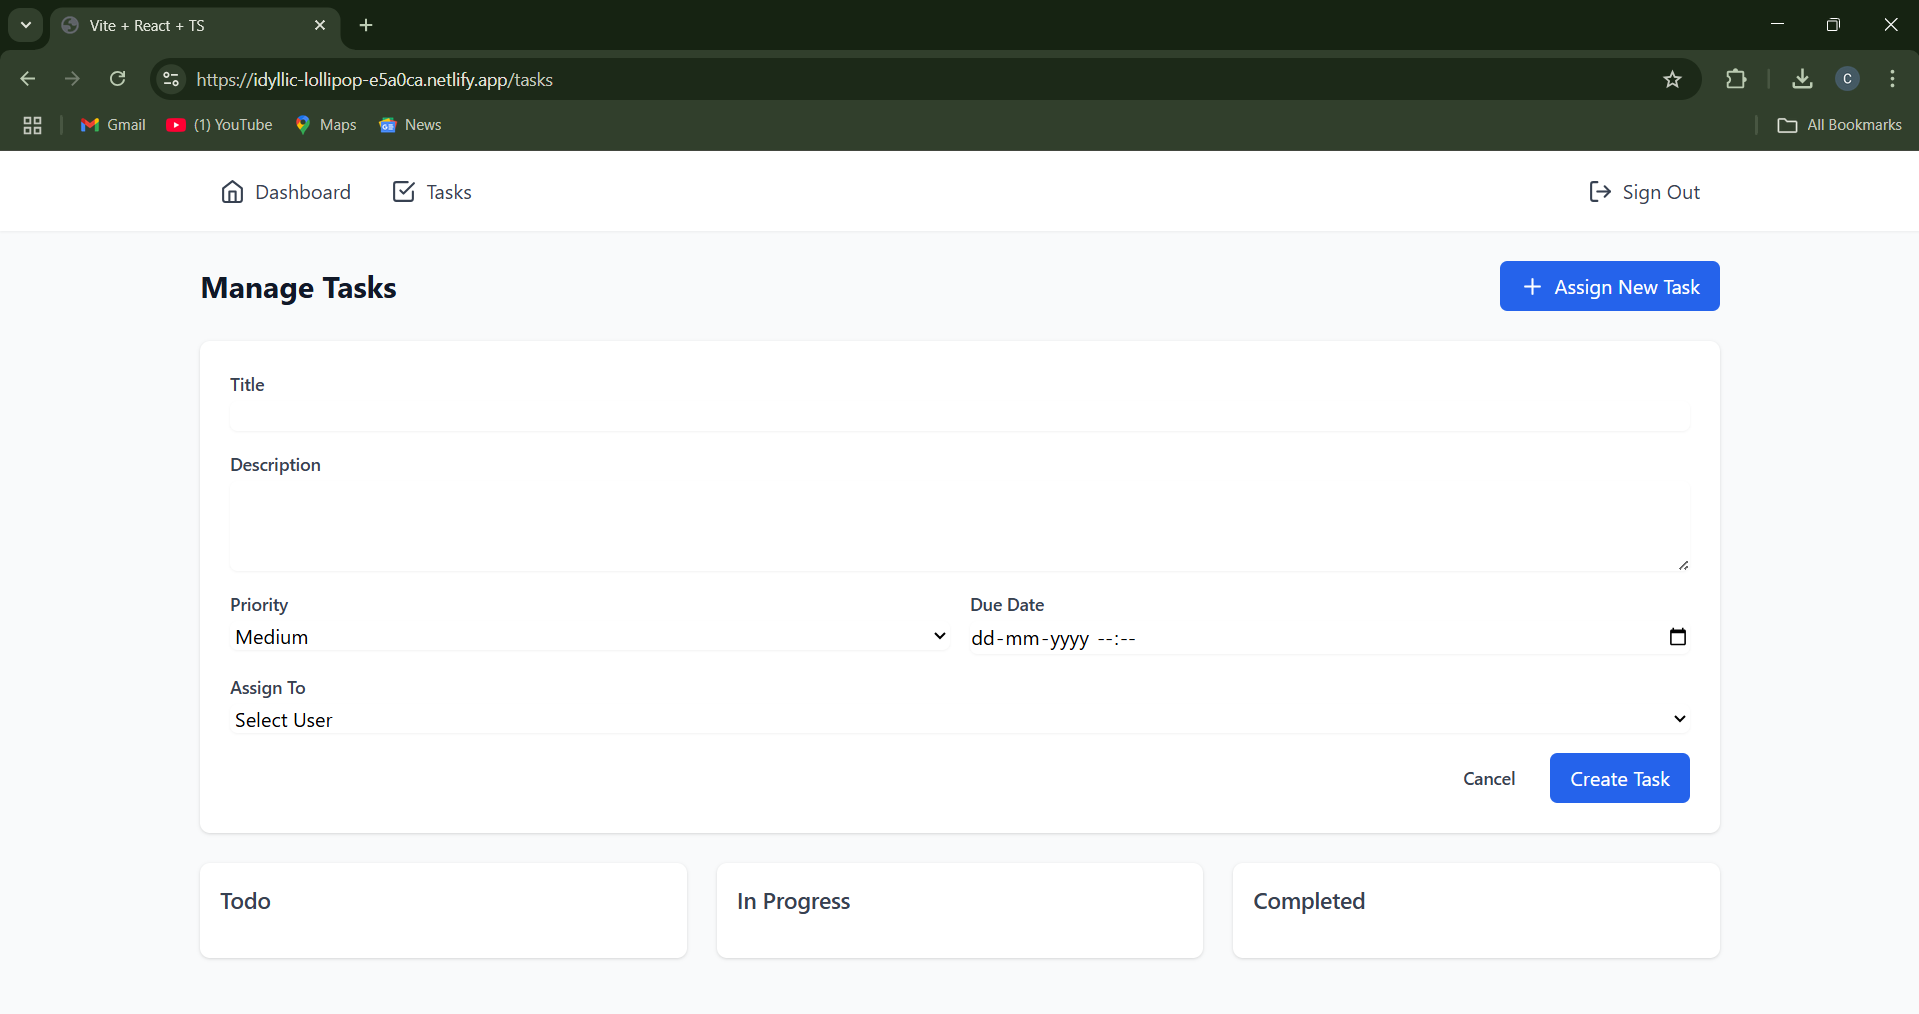 Vite + React + TS
https://idyllic-lollipop-e5a0ca.netlify.app/tasks
C
Gmail
(1) YouTube
Maps
News
All Bookmarks
Dashboard
Tasks
Sign Out
Manage Tasks
Assign New Task
Title
Description
Priority
Due Date
Medium
dd-mm-yyyy --:--
Assign To
Select User
Cancel
Create Task
Todo
In Progress
Completed